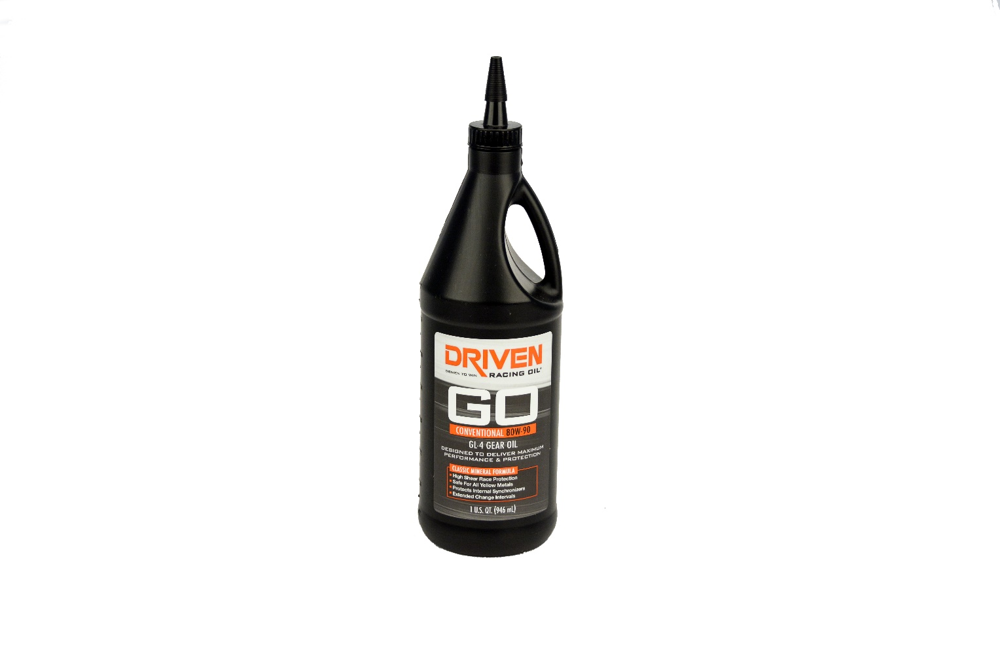 DRIVEN
DRIVEN TO WIN RACING OIL®
GO
CONVENTIONAL 80W-90
GL-4 GEAR OIL
DESIGNED TO DELIVER MAXIMUM
PERFORMANCE & PROTECTION
CLASSIC MINERAL FORMULA
▪ High Shear Race Protection
▪ Safe For All Yellow Metals
▪ Protects Internal Synchronizers
▪ Extended Change Intervals
1 U.S. QT. (946 mL)